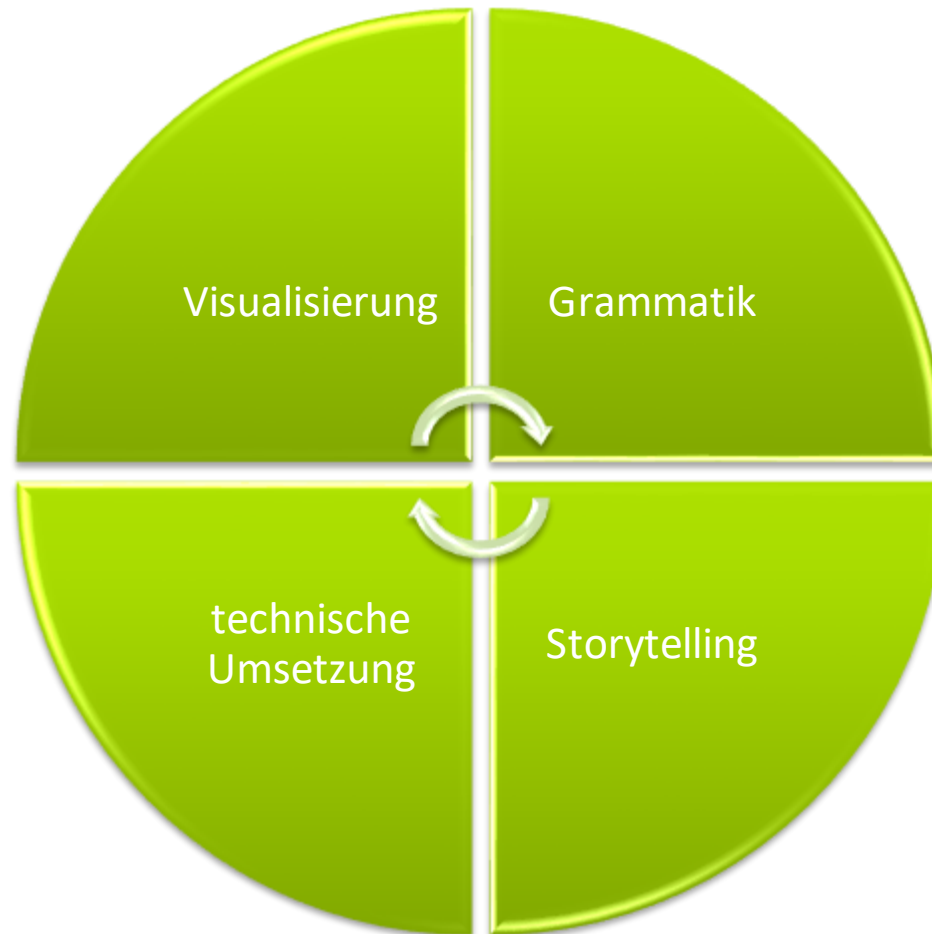 Visualisierung
Grammatik
technische
Umsetzung
Storytelling